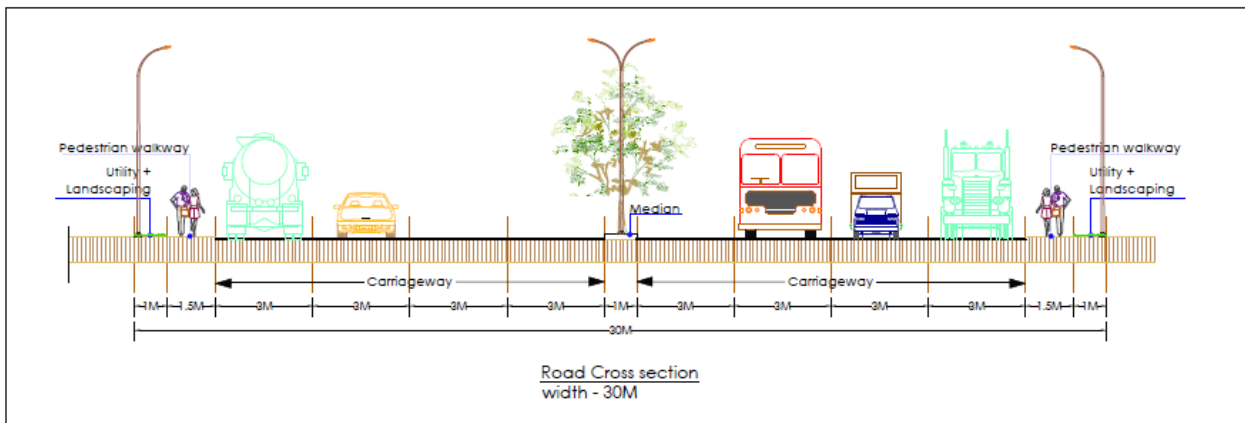 Pedestrian walkway
Utility +
Landscaping
Median
Pedestrian walkway
Utility +
Landscaping
Carriageway
Carriageway
1M 1.5M 3M 3M 3M 3M 1M 3M 3M 3M 3M 1.5M 1M
30M
Road Cross section
width - 30M